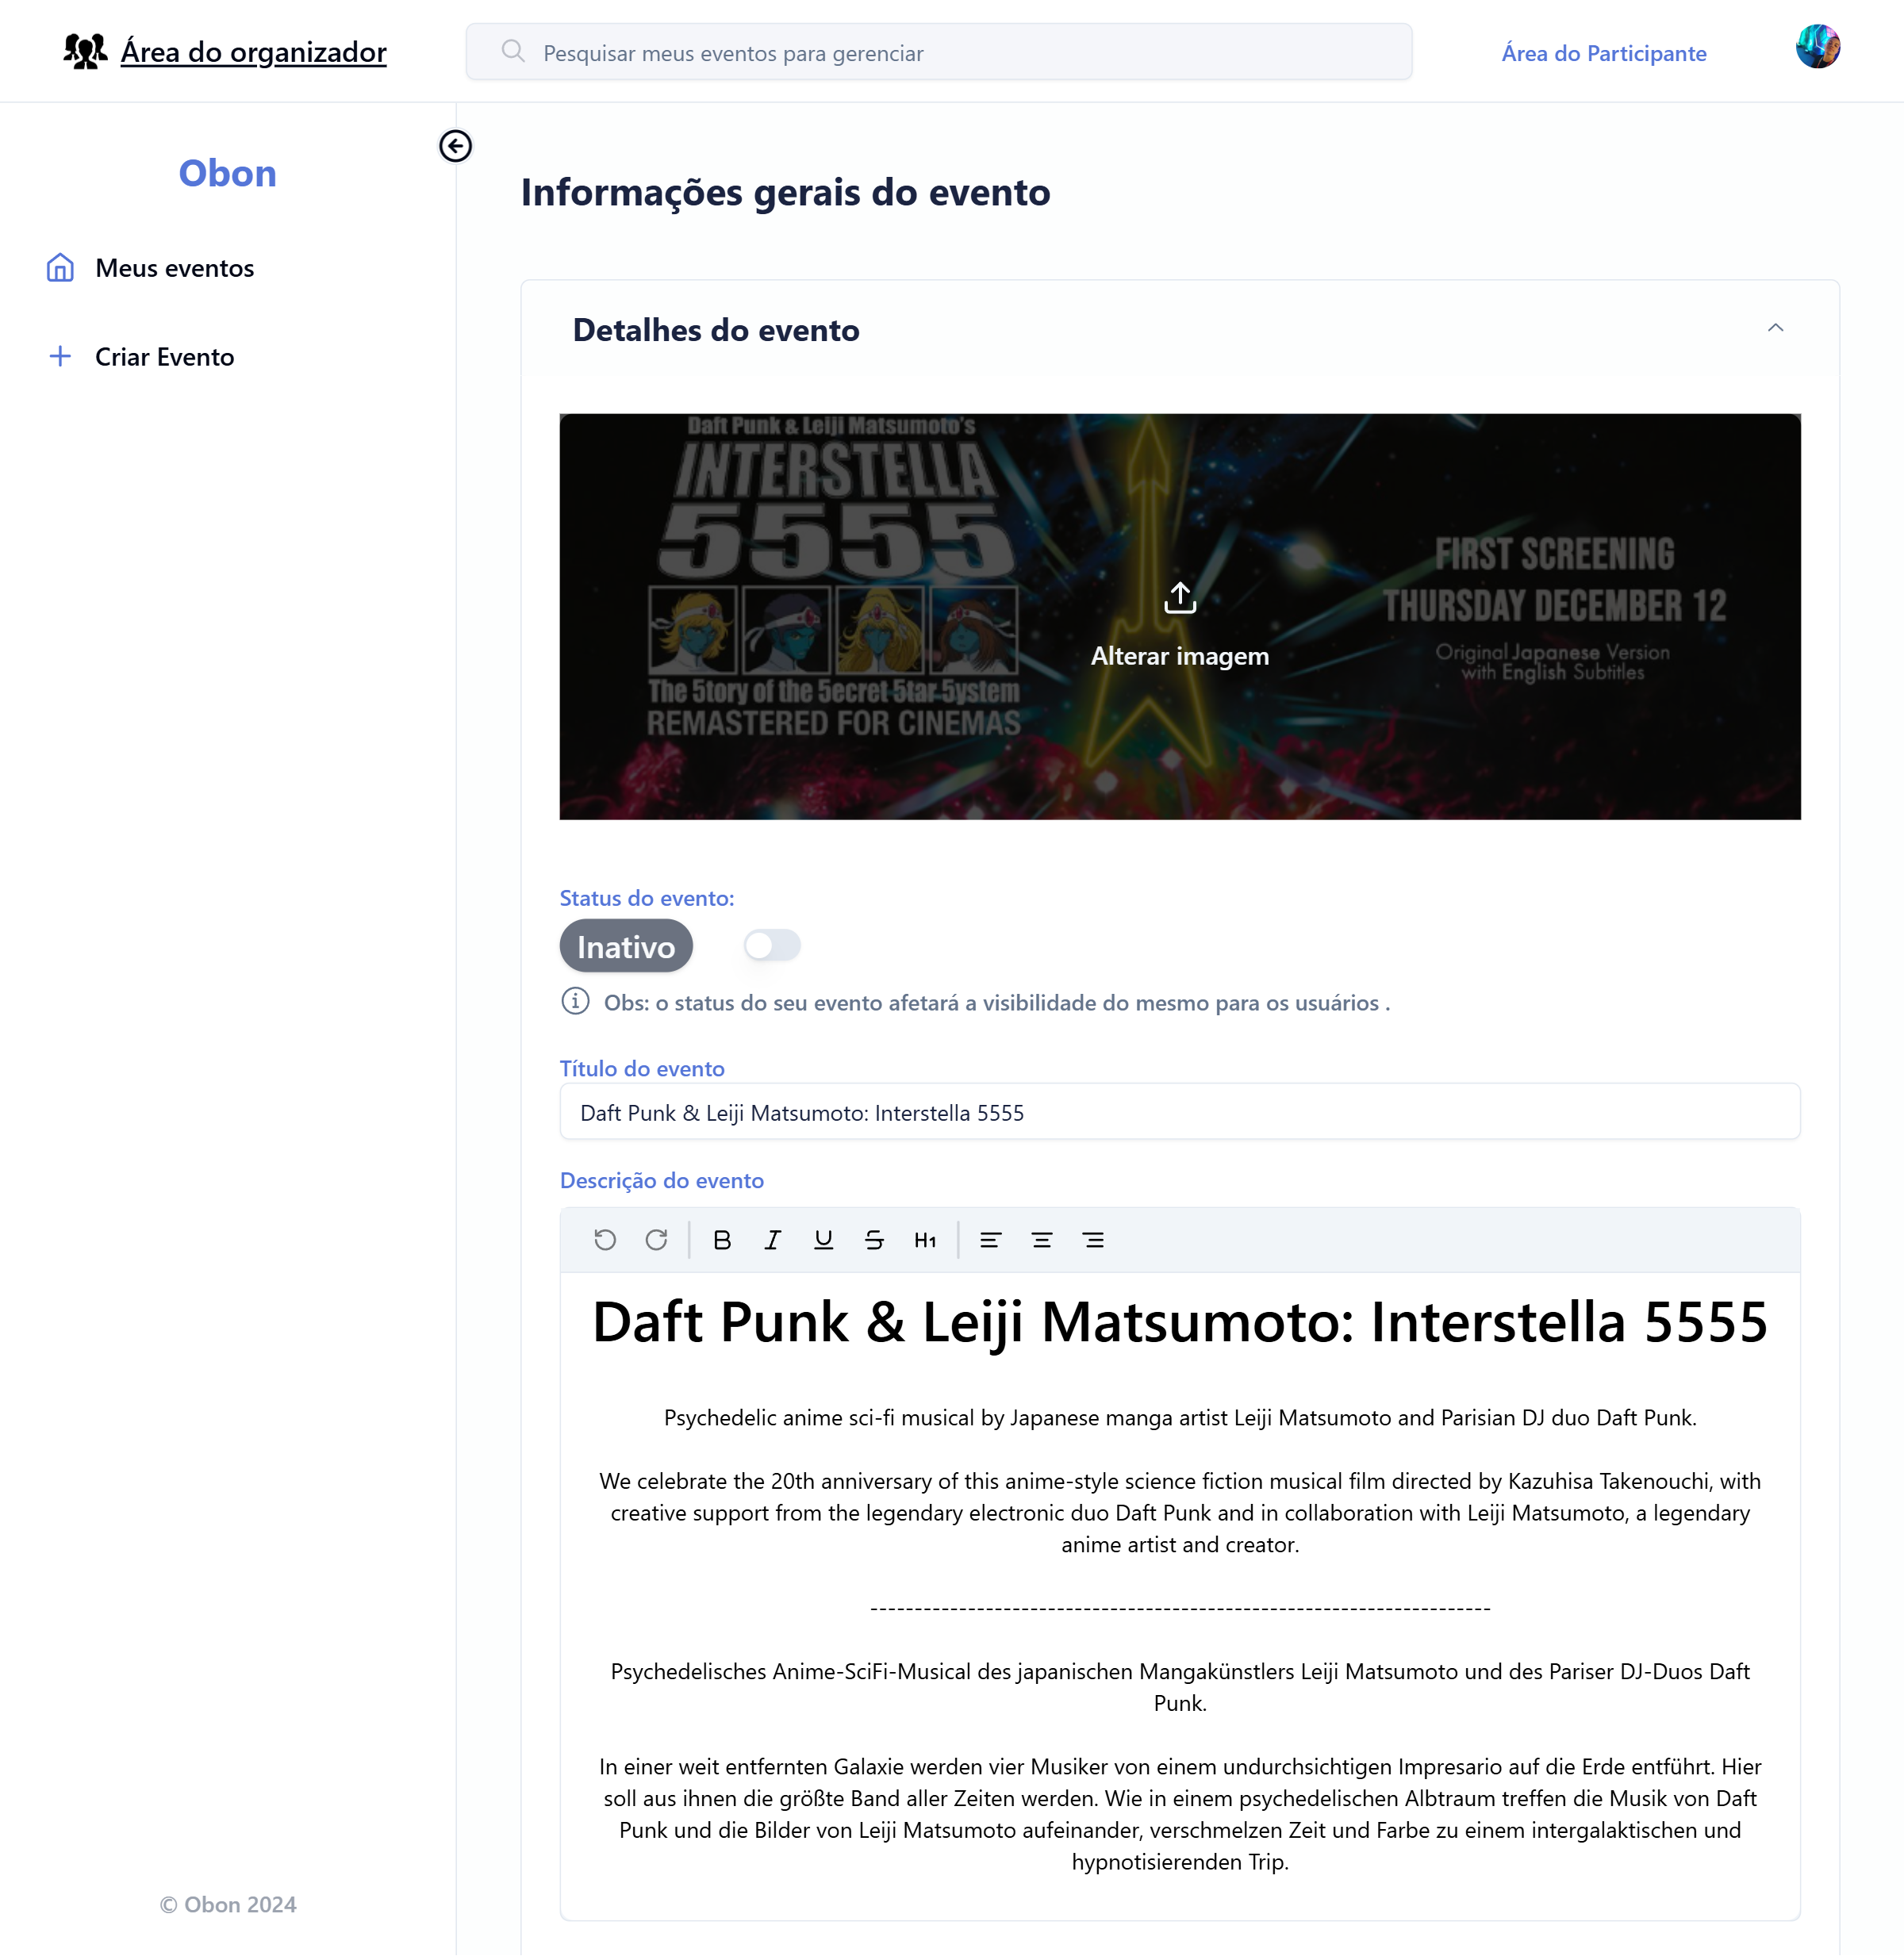 Área do organizador
Pesquisar meus eventos para gerenciar
Área do Participante
Obon
Meus eventos
Criar Evento
© Obon 2024
Informações gerais do evento
Detalhes do evento
Daft Punk & Leiji Matsumoto's
INTERSTELLA
5555
The 5tory of the 5ecret 5tar 5ystem
REMASTERED FOR CINEMAS
Alterar imagem
FIRST SCREENING
THURSDAY DECEMBER 12
Original Japanese Version
with English Subtitles
Status do evento:
Inativo
Obs: o status do seu evento afetará a visibilidade do mesmo para os usuários .
Título do evento
Daft Punk & Leiji Matsumoto: Interstella 5555
Descrição do evento
B I U S H1
Daft Punk & Leiji Matsumoto: Interstella 5555
Psychedelic anime sci-fi musical by Japanese manga artist Leiji Matsumoto and Parisian DJ duo Daft Punk.
We celebrate the 20th anniversary of this anime-style science fiction musical film directed by Kazuhisa Takenouchi, with
creative support from the legendary electronic duo Daft Punk and in collaboration with Leiji Matsumoto, a legendary
anime artist and creator.
----------------------------------------------------------------------
Psychedelisches Anime-SciFi-Musical des japanischen Mangakünstlers Leiji Matsumoto und des Pariser DJ-Duos Daft
Punk.
In einer weit entfernten Galaxie werden vier Musiker von einem undurchsichtigen Impresario auf die Erde entführt. Hier
soll aus ihnen die größte Band aller Zeiten werden. Wie in einem psychedelischen Albtraum treffen die Musik von Daft
Punk und die Bilder von Leiji Matsumoto aufeinander, verschmelzen Zeit und Farbe zu einem intergalaktischen und
hypnotisierenden Trip.